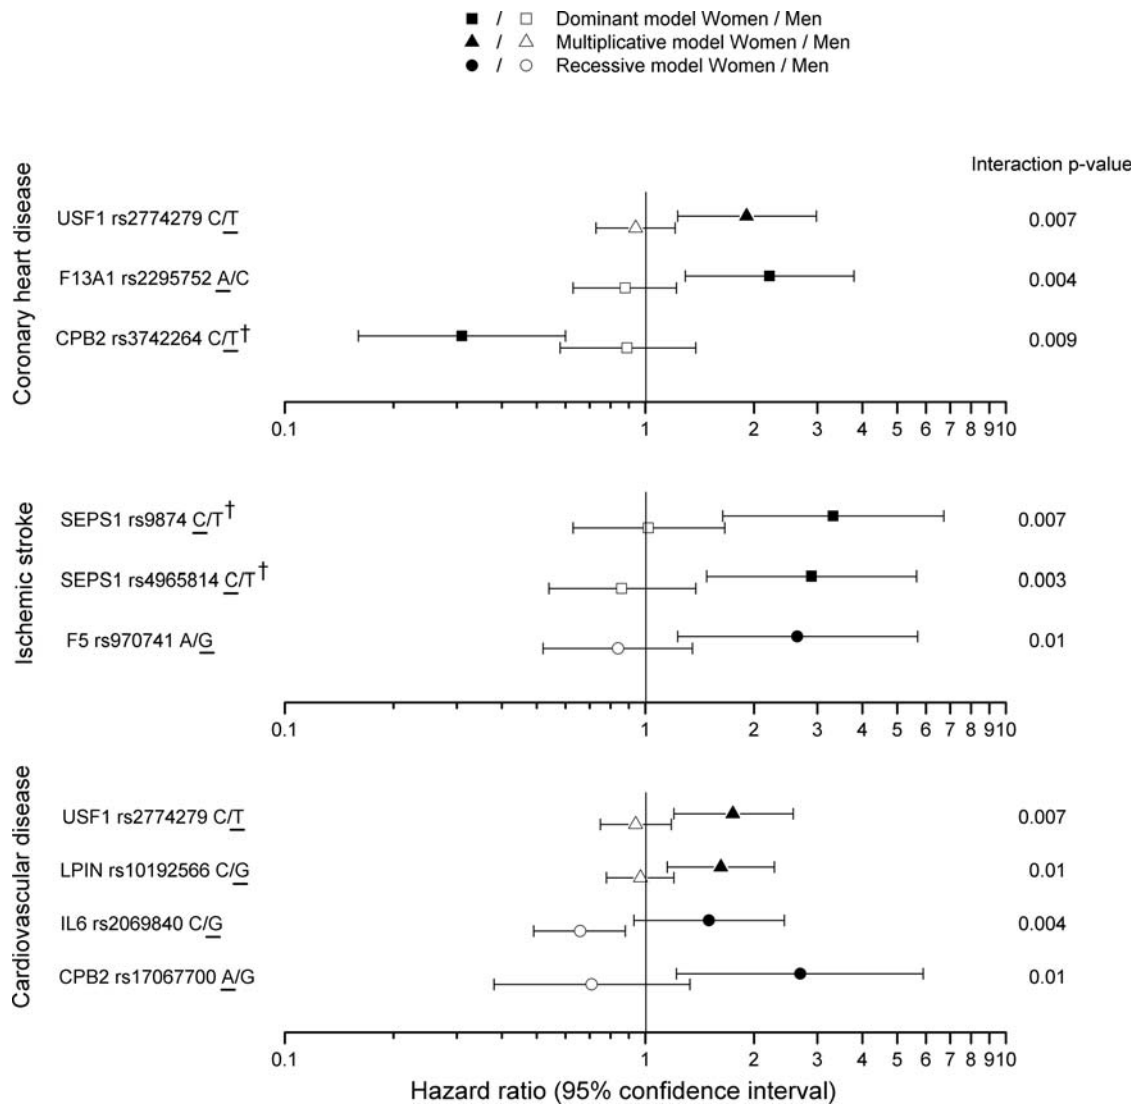 ■ / □ Dominant model Women / Men
▲ / △ Multiplicative model Women / Men
● / ○ Recessive model Women / Men
Interaction p-value
Coronary heart disease
USF1 rs2774279 C/T 0.007
F13A1 rs2295752 A/C 0.004
CPB2 rs3742264 C/T† 0.009
0.1 1 2 3 4 5 6 7 8 9 10
Ischemic stroke
SEPS1 rs9874 C/T† 0.007
SEPS1 rs4965814 C/T† 0.003
F5 rs970741 A/G 0.01
0.1 1 2 3 4 5 6 7 8 9 10
Cardiovascular disease
USF1 rs2774279 C/T 0.007
LPIN rs10192566 C/G 0.01
IL6 rs2069840 C/G 0.004
CPB2 rs17067700 A/G 0.01
0.1 1 2 3 4 5 6 7 8 9 10
Hazard ratio (95% confidence interval)